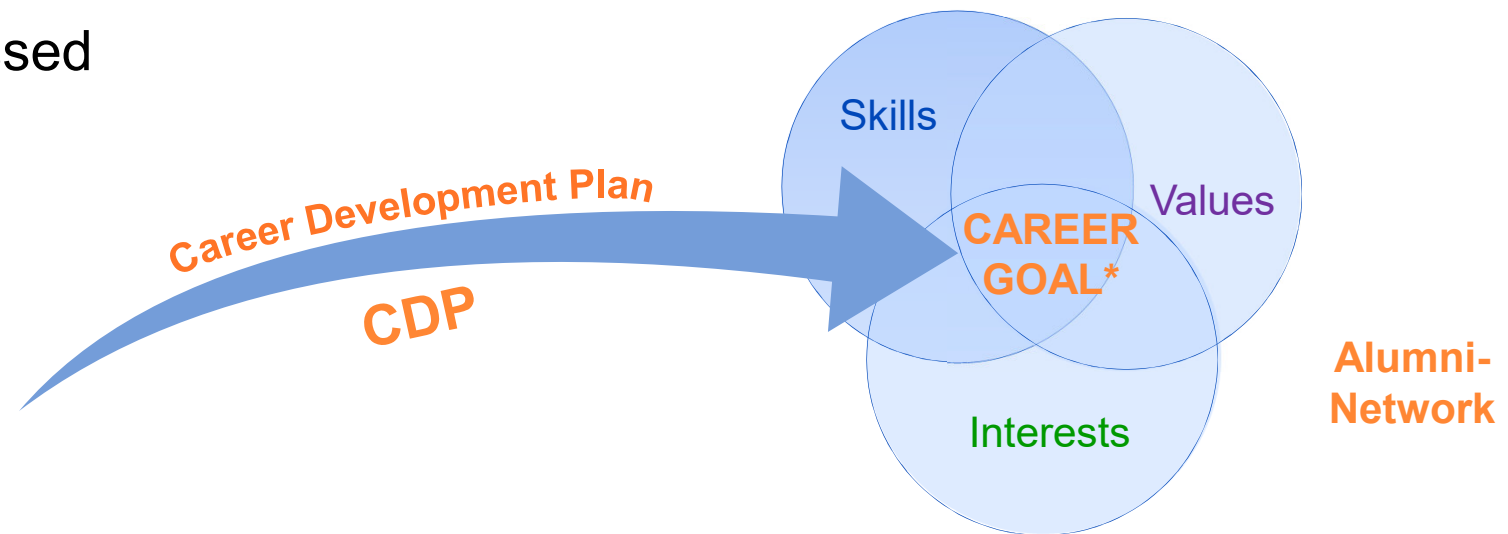 sed
Skills
Career Development Plan
Values
CAREER
GOAL*
CDP
Alumni-
Network
Interests